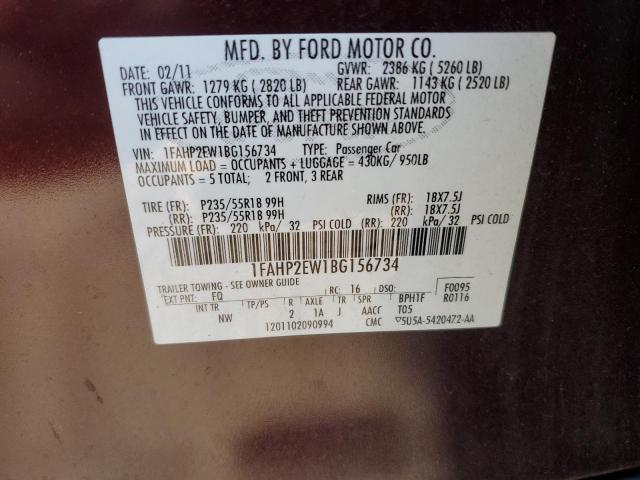 MFD. BY FORD MOTOR CO.
DATE: 02/11 GVWR: 2386 KG ( 5260 LB)
FRONT GAWR: 1279 KG ( 2820 LB) REAR GAWR: 1143 KG ( 2520 LB)
THIS VEHICLE CONFORMS TO ALL APPLICABLE FEDERAL MOTOR
VEHICLE SAFETY, BUMPER, AND THEFT PREVENTION STANDARDS
IN EFFECT ON THE DATE OF MANUFACTURE SHOWN ABOVE.
VIN: 1FAHP2EW1BG156734 TYPE: Passenger Car
MAXIMUM LOAD = OCCUPANTS + LUGGAGE = 430KG/ 950LB
OCCUPANTS = 5 TOTAL; 2 FRONT, 3 REAR
TIRE (FR): P235/55R18 99H RIMS (FR): 18X7.5J
(RR): P235/55R18 99H (RR): 18X7.5J
PRESSURE (FR): 220 kPa/ 32 PSI COLD (RR): 220 kPa/ 32 PSI COLD
1FAHP2EW1BG156734
TRAILER TOWING - SEE OWNER GUIDE
EXT PNT: FQ RC: 16 DSO: F0095
INT TR TP/PS R AXLE TR SPR BPH1F R0116
NW 2 1A J AACC T05
1201102090994 CMC 5U5A-5420472-AA